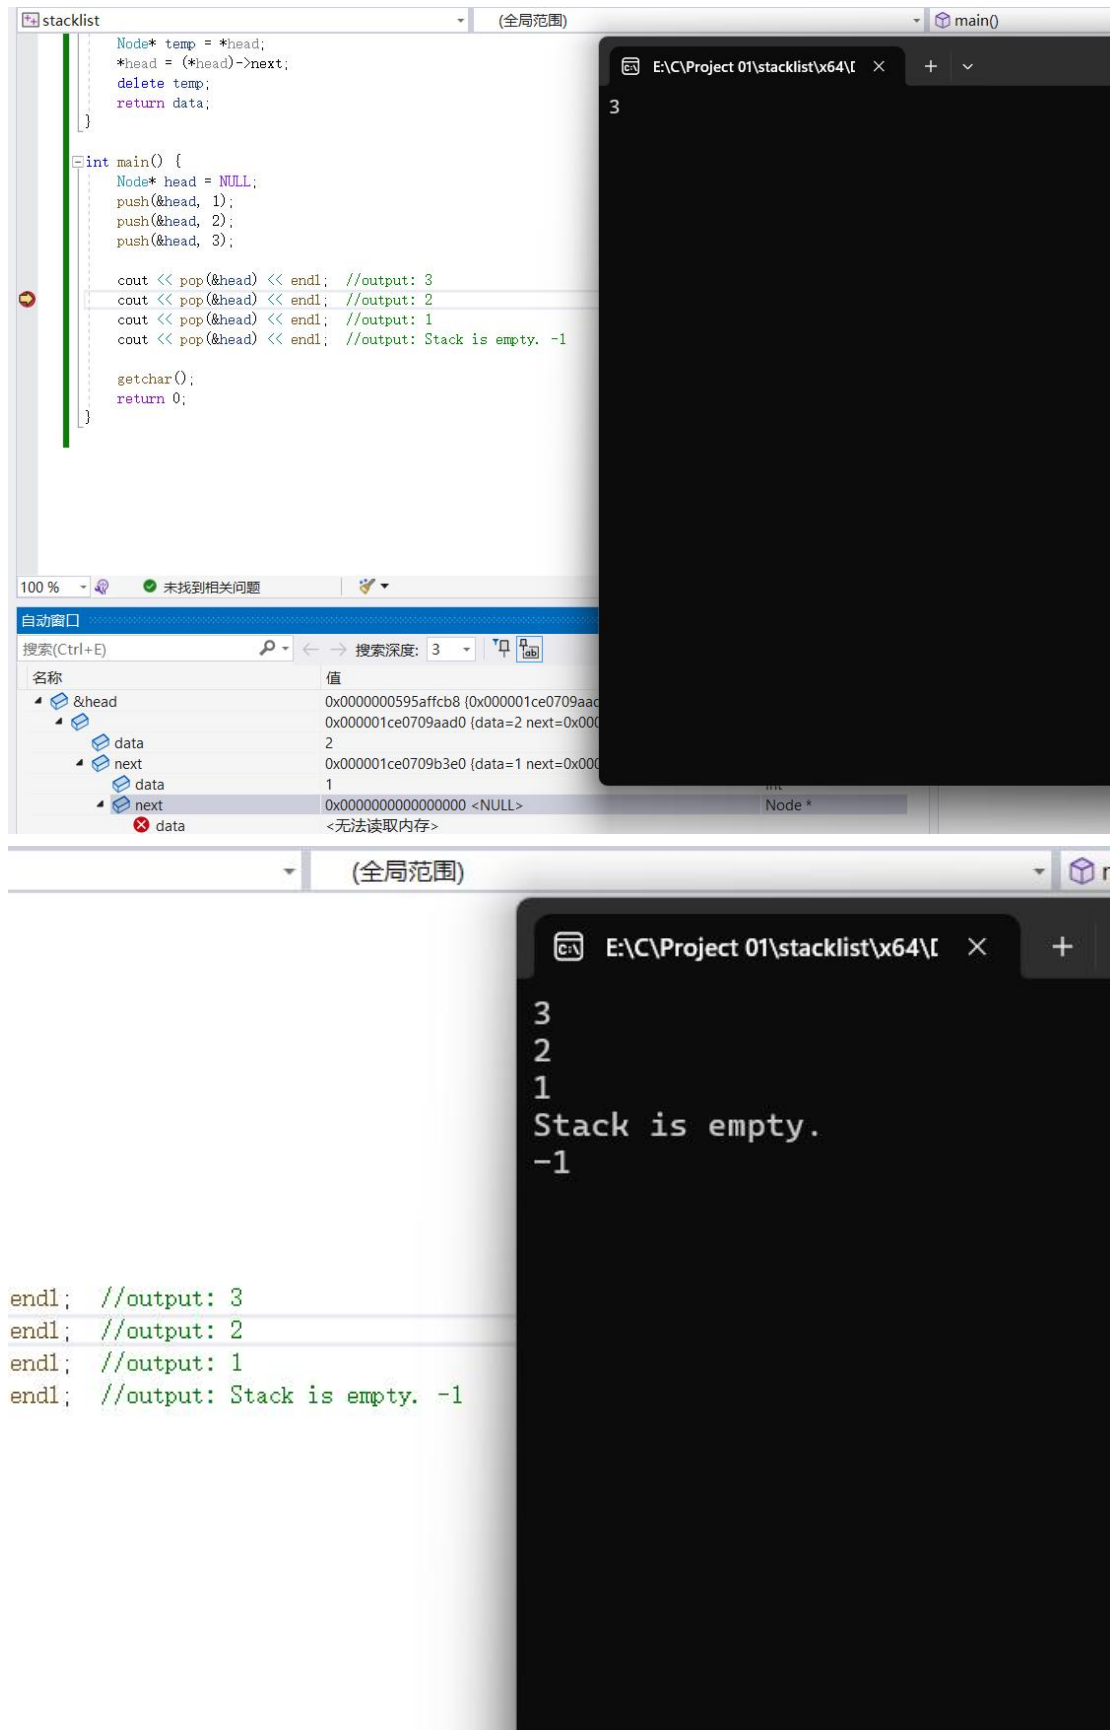 stacklist (全局范围) main()
Node* temp = *head;
*head = (*head)->next;
delete temp;
return data;
}
int main() {
Node* head = NULL;
push(&head, 1);
push(&head, 2);
push(&head, 3);
cout << pop(&head) << endl; //output: 3
cout << pop(&head) << endl; //output: 2
cout << pop(&head) << endl; //output: 1
cout << pop(&head) << endl; //output: Stack is empty. -1
getchar();
return 0;
}
E:\C\Project 01\stacklist\x64\
3
100 % 未找到相关问题
自动窗口
搜索(Ctrl+E) 搜索深度: 3
名称 值
&head 0x0000000595affcb8 {0x000001ce0709aad
0x000001ce0709aad0 {data=2 next=0x000
data 2
next 0x000001ce0709b3e0 {data=1 next=0x000
data 1
next 0x0000000000000000 <NULL> Node *
data <无法读取内存>
(全局范围)
E:\C\Project 01\stacklist\x64\
3
2
1
Stack is empty.
-1
endl; //output: 3
endl; //output: 2
endl; //output: 1
endl; //output: Stack is empty. -1